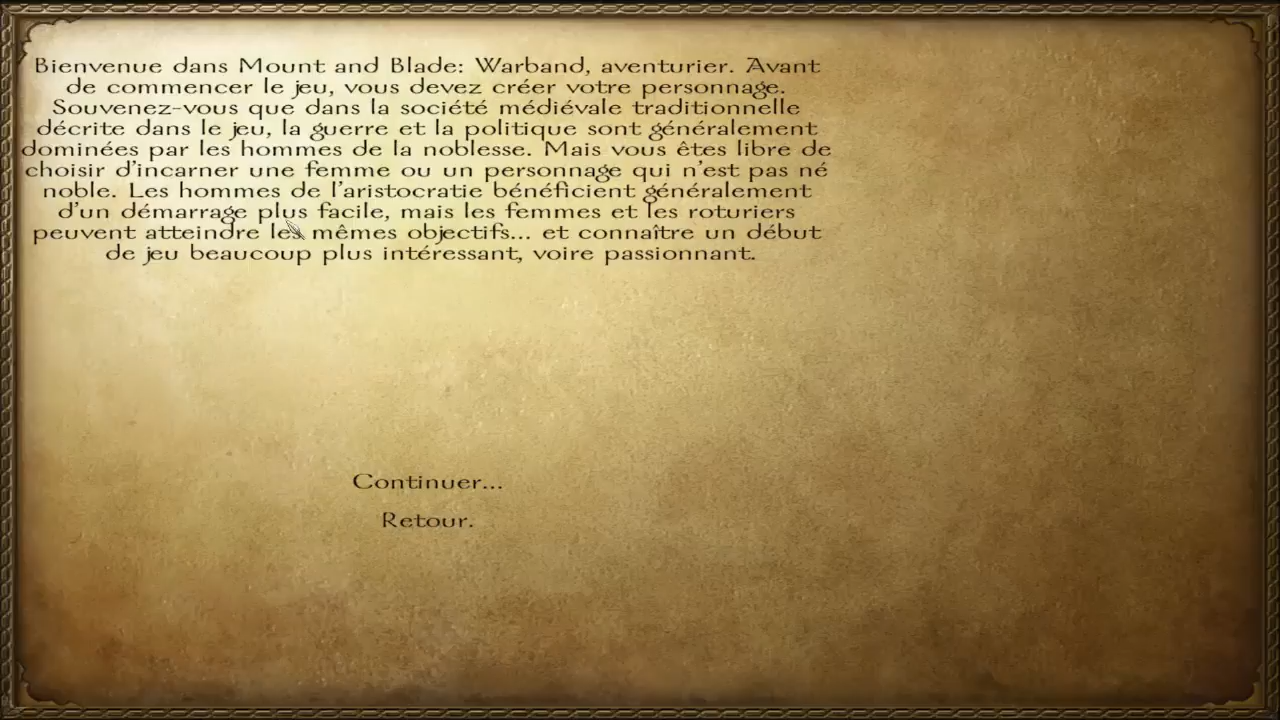 Bienvenue dans Mount and Blade: Warband, aventurier. Avant
de commencer le jeu, vous devez créer votre personnage.
Souvenez-vous que dans la société médiévale traditionnelle
décrite dans le jeu, la guerre et la politique sont généralement
dominées par les hommes de la noblesse. Mais vous êtes libre de
choisir d'incarner une femme ou un personnage qui n'est pas né
noble. Les hommes de l'aristocratie bénéficient généralement
d'un démarrage plus facile, mais les femmes et les roturiers
peuvent atteindre les mêmes objectifs... et connaître un début
de jeu beaucoup plus intéressant, voire passionnant.
Continuer...
Retour.